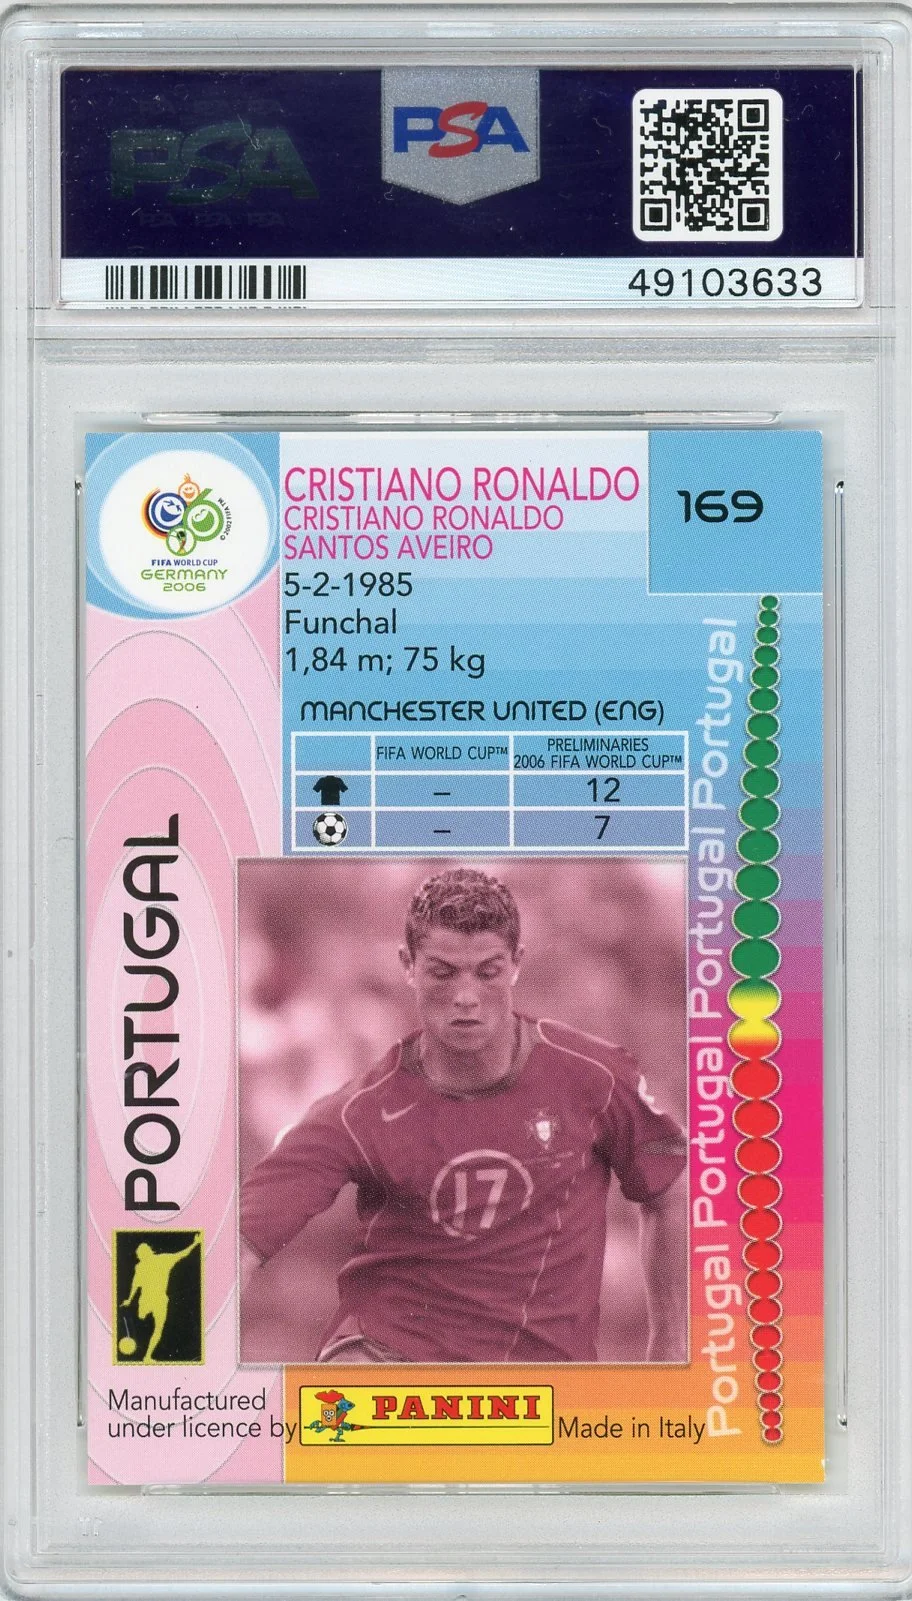 PSA
PSA
49103633
CRISTIANO RONALDO
CRISTIANO RONALDO
SANTOS AVEIRO
169
FIFA WORLD CUP
GERMANY
2006
5-2-1985
Funchal
1,84 m; 75 kg
MANCHESTER UNITED (ENG)
FIFA WORLD CUP™
PRELIMINARIES
2006 FIFA WORLD CUP™
– 12
– 7
PORTUGAL
Portugal Portugal Portugal Portugal Portugal
17
Manufactured
under licence by PANINI Made in Italy